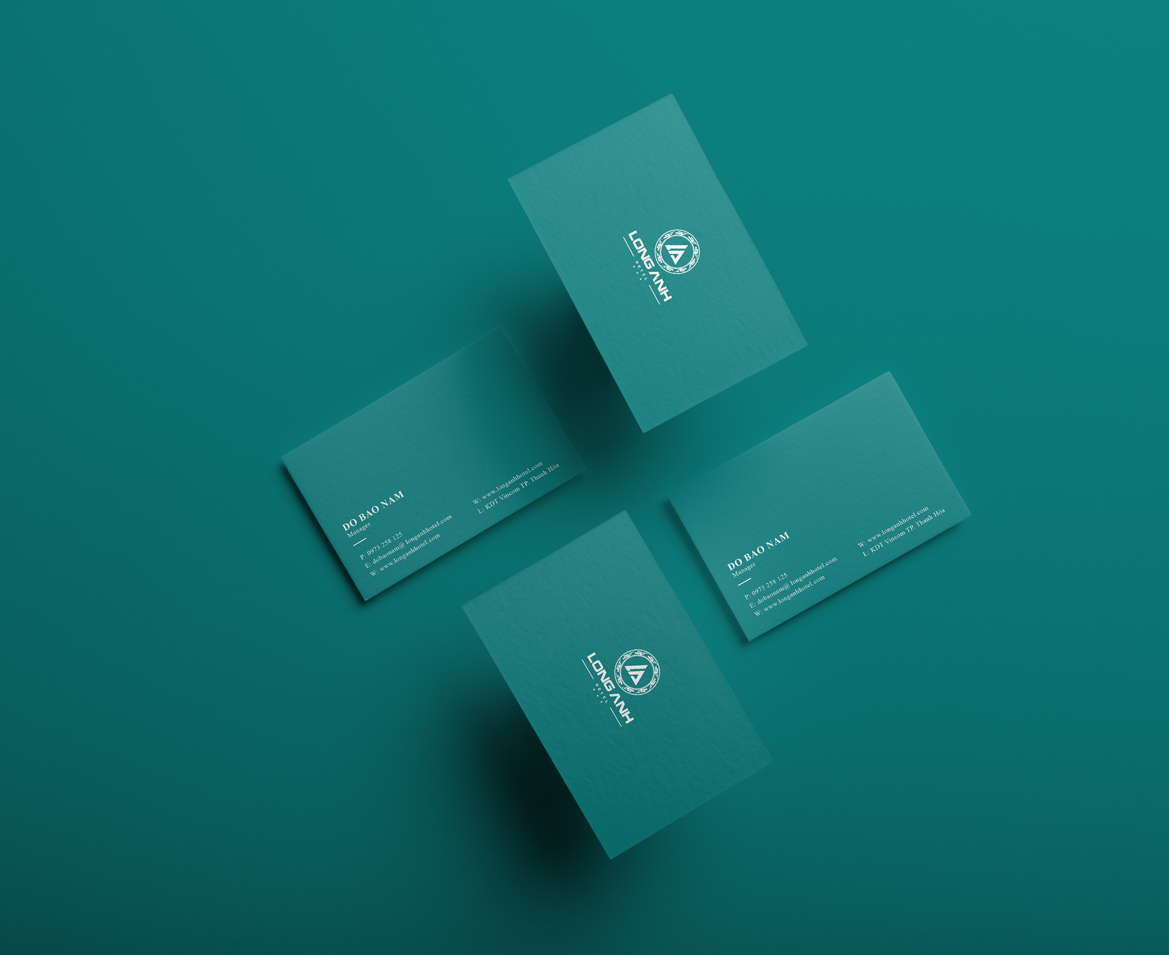 LONG ANH
HOTEL
DO BAO NAM
Manager
P: 0973 258 125
E: dobaonam@longanhhotel.com
W: www.longanhhotel.com
W: www.longanhhotel.com
L: KDT Vincom TP. Thanh Hóa
DO BAO NAM
Manager
P: 0973 258 125
E: dobaonam@longanhhotel.com
W: www.longanhhotel.com
W: www.longanhhotel.com
L: KDT Vincom TP. Thanh Hóa
LONG ANH
HOTEL